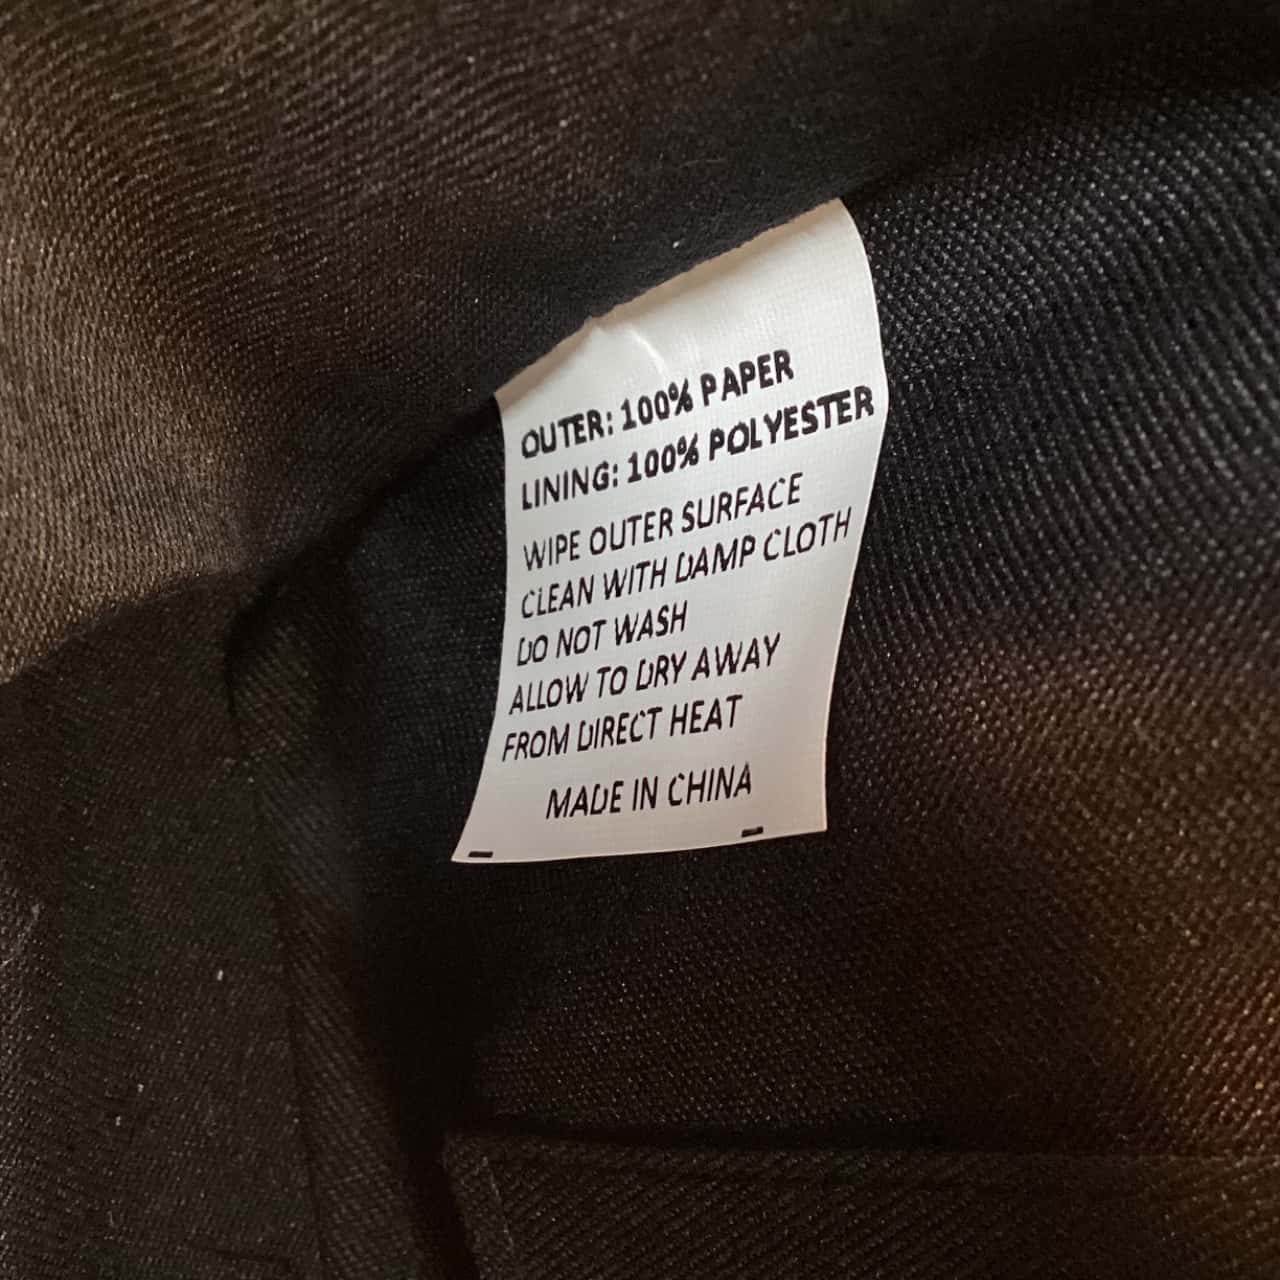 OUTER: 100% PAPER
LINING: 100% POLYESTER
WIPE OUTER SURFACE
CLEAN WITH DAMP CLOTH
DO NOT WASH
ALLOW TO DRY AWAY
FROM DIRECT HEAT
MADE IN CHINA